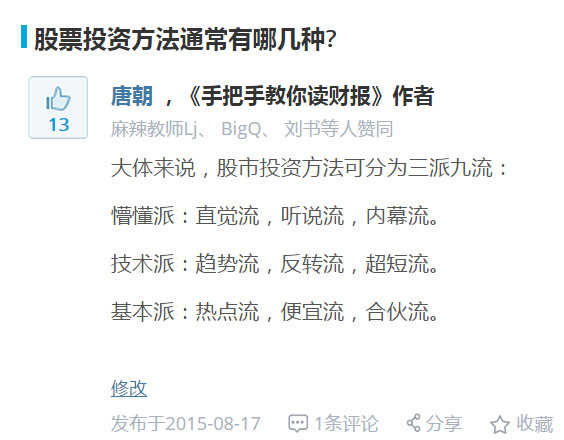 股票投资方法通常有哪几种?
13
唐朝，《手把手教你读财报》作者
麻辣教师Lj、 BigQ、 刘书等人赞同
大体来说，股市投资方法可分为三派九流：
懵懂派：直觉流，听说流，内幕流。
技术派：趋势流，反转流，超短流。
基本派：热点流，便宜流，合伙流。
修改
发布于2015-08-17 1条评论 分享 收藏